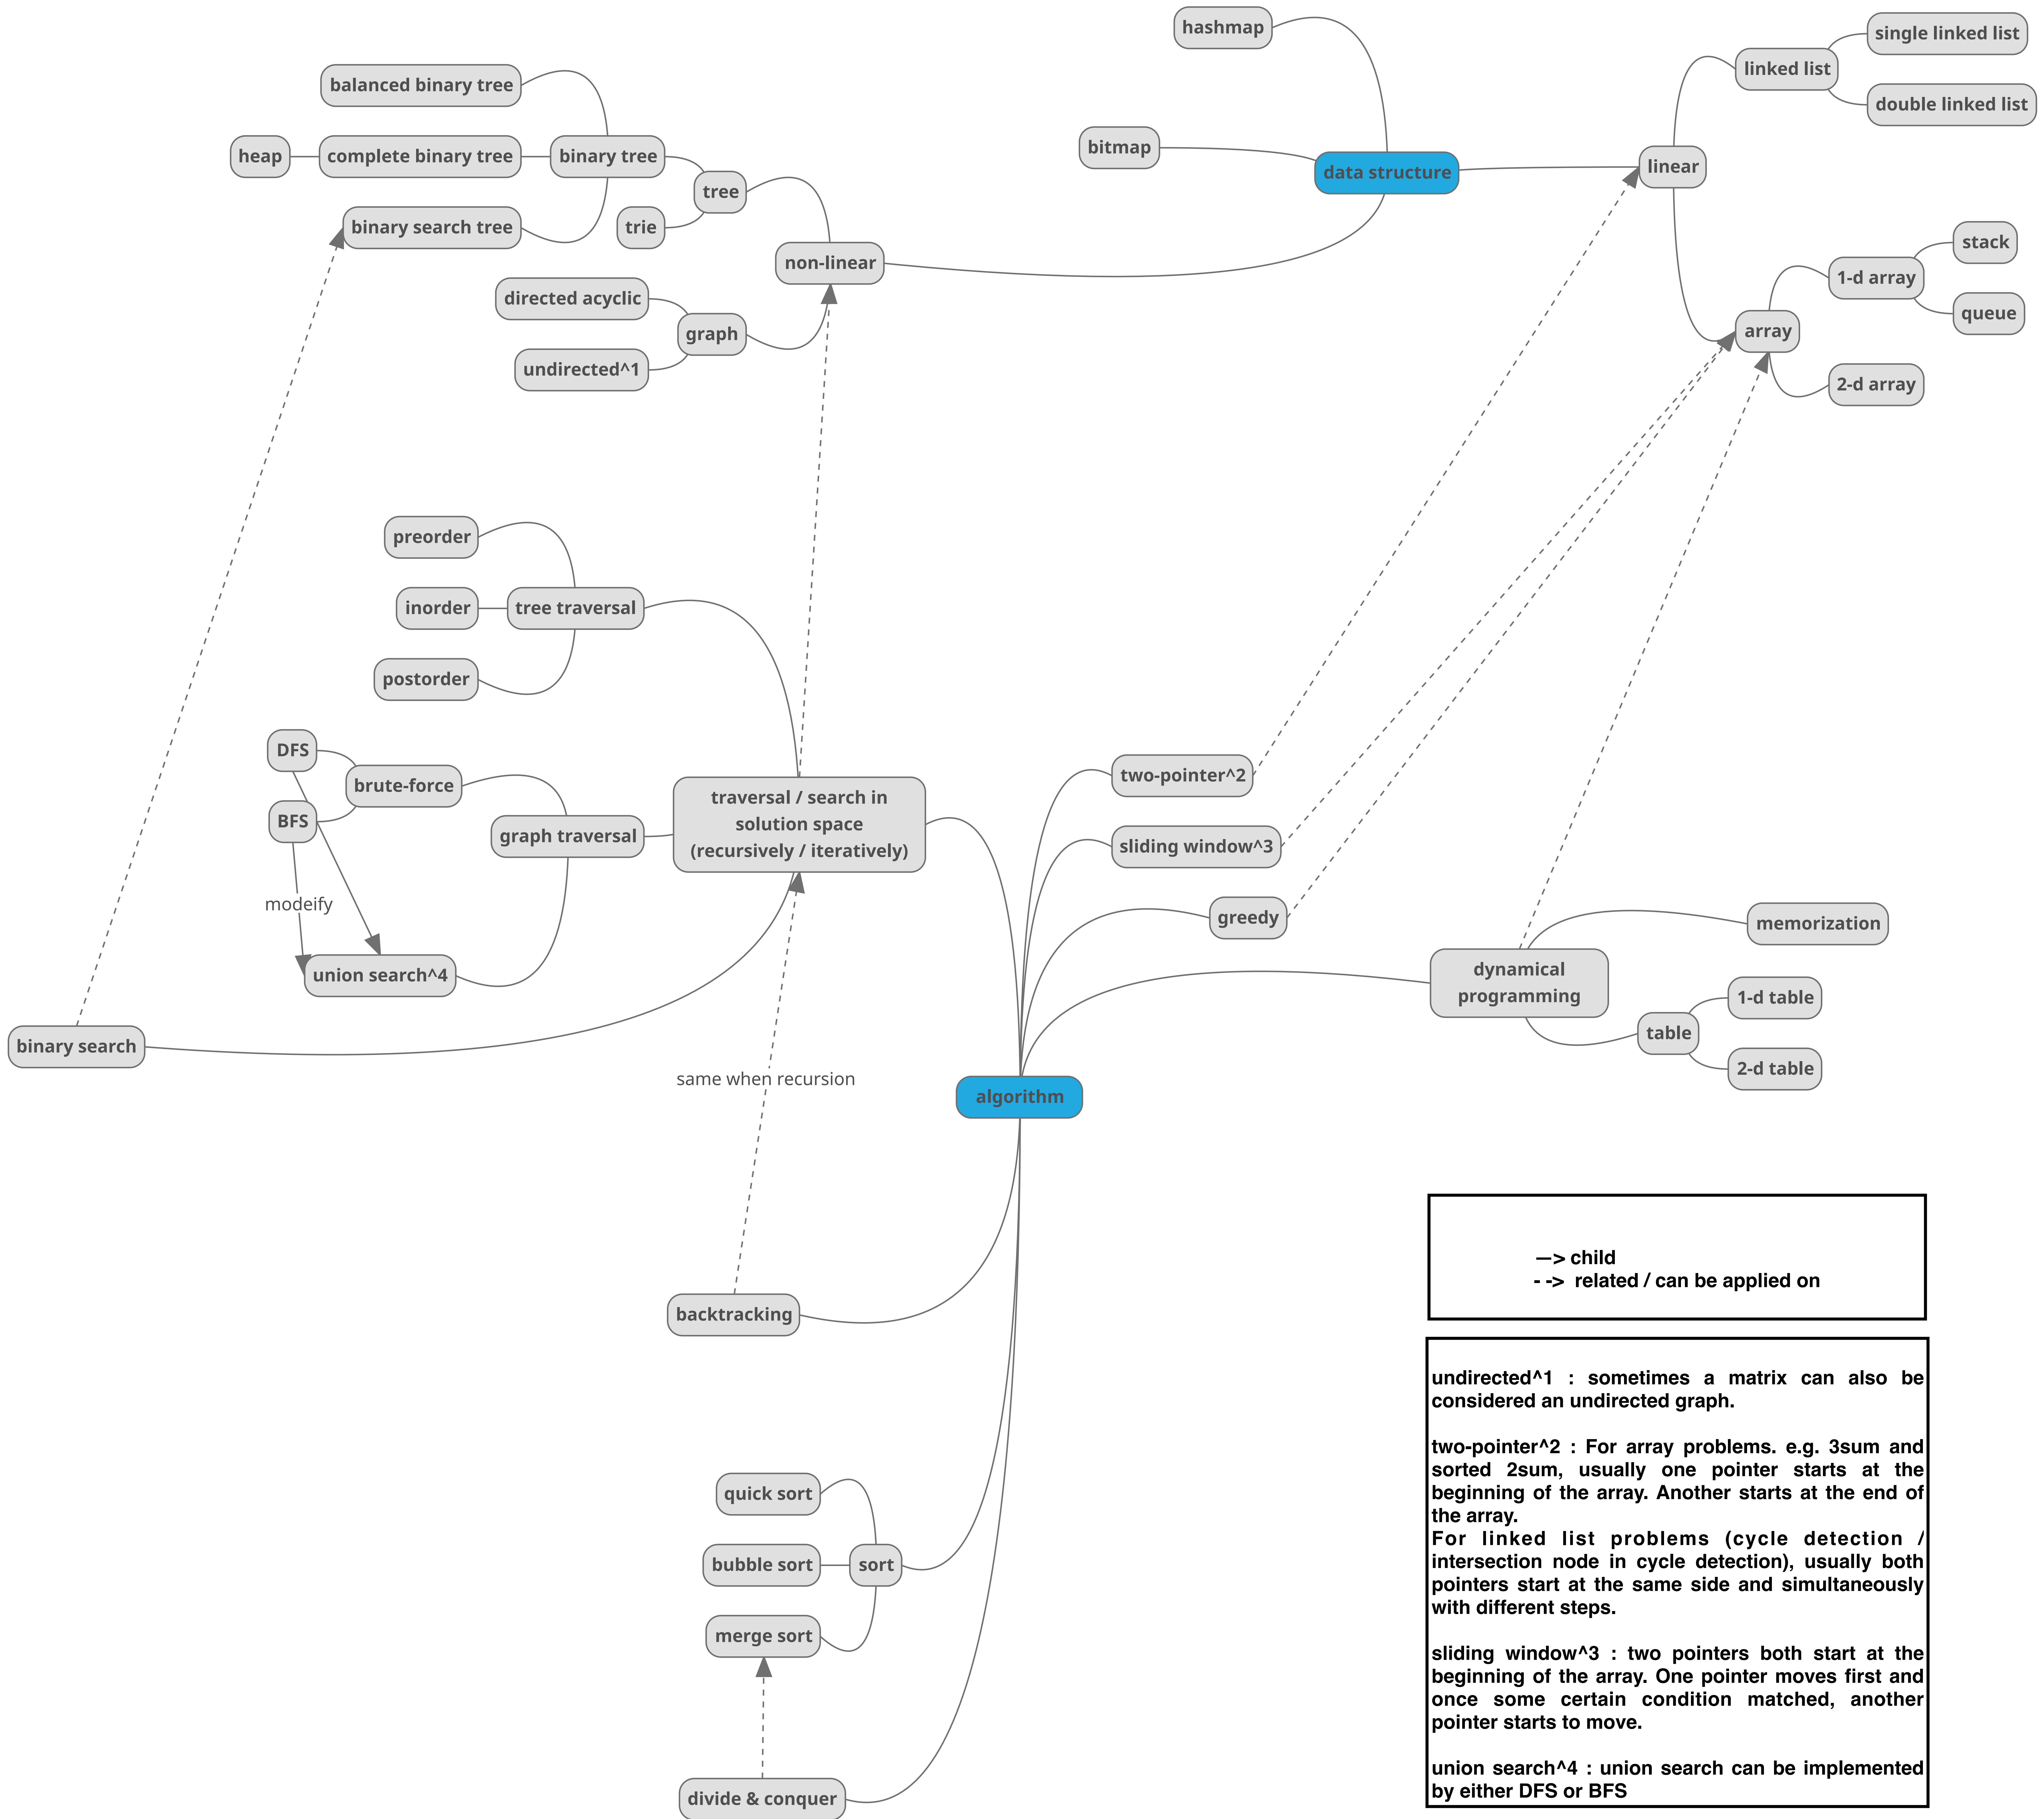 hashmap
single linked list
linked list
balanced binary tree
double linked list
bitmap
heap
complete binary tree
binary tree
data structure
linear
tree
binary search tree
trie
stack
non-linear
1-d array
directed acyclic
queue
graph
array
undirected^1
2-d array
preorder
inorder
tree traversal
postorder
DFS
brute-force
two-pointer^2
BFS
traversal / search in
solution space
(recursively / iteratively)
graph traversal
sliding window^3
modeify
greedy
memorization
union search^4
dynamical
programming
1-d table
table
binary search
2-d table
same when recursion
algorithm
—> child
- -> related / can be applied on
backtracking
undirected^1 : sometimes a matrix can also be
considered an undirected graph.
two-pointer^2 : For array problems. e.g. 3sum and
sorted 2sum, usually one pointer starts at the
beginning of the array. Another starts at the end of
the array.
For linked list problems (cycle detection /
intersection node in cycle detection), usually both
pointers start at the same side and simultaneously
with different steps.
sliding window^3 : two pointers both start at the
beginning of the array. One pointer moves first and
once some certain condition matched, another
pointer starts to move.
union search^4 : union search can be implemented
by either DFS or BFS
quick sort
bubble sort
sort
merge sort
divide & conquer